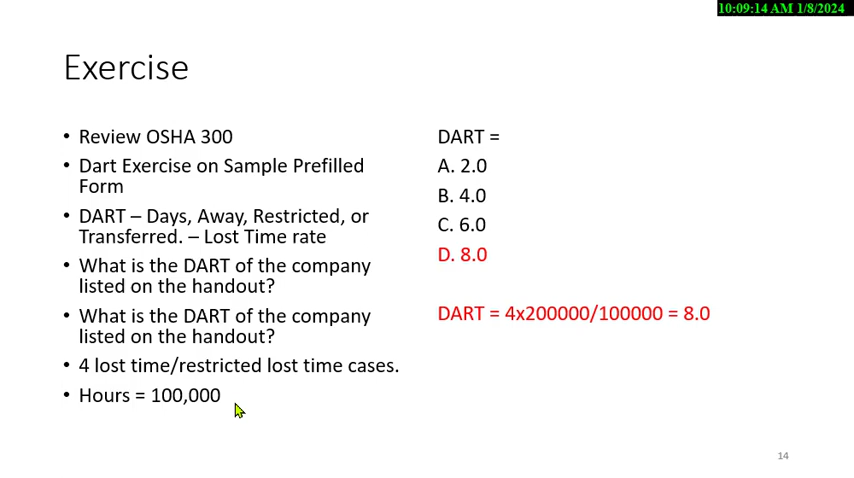 10:09:14 AM 1/8/2024
Exercise
• Review OSHA 300
• Dart Exercise on Sample Prefilled
Form
• DART – Days, Away, Restricted, or
Transferred. – Lost Time rate
• What is the DART of the company
listed on the handout?
• What is the DART of the company
listed on the handout?
• 4 lost time/restricted lost time cases.
• Hours = 100,000
DART =
A. 2.0
B. 4.0
C. 6.0
D. 8.0
DART = 4x200000/100000 = 8.0
14